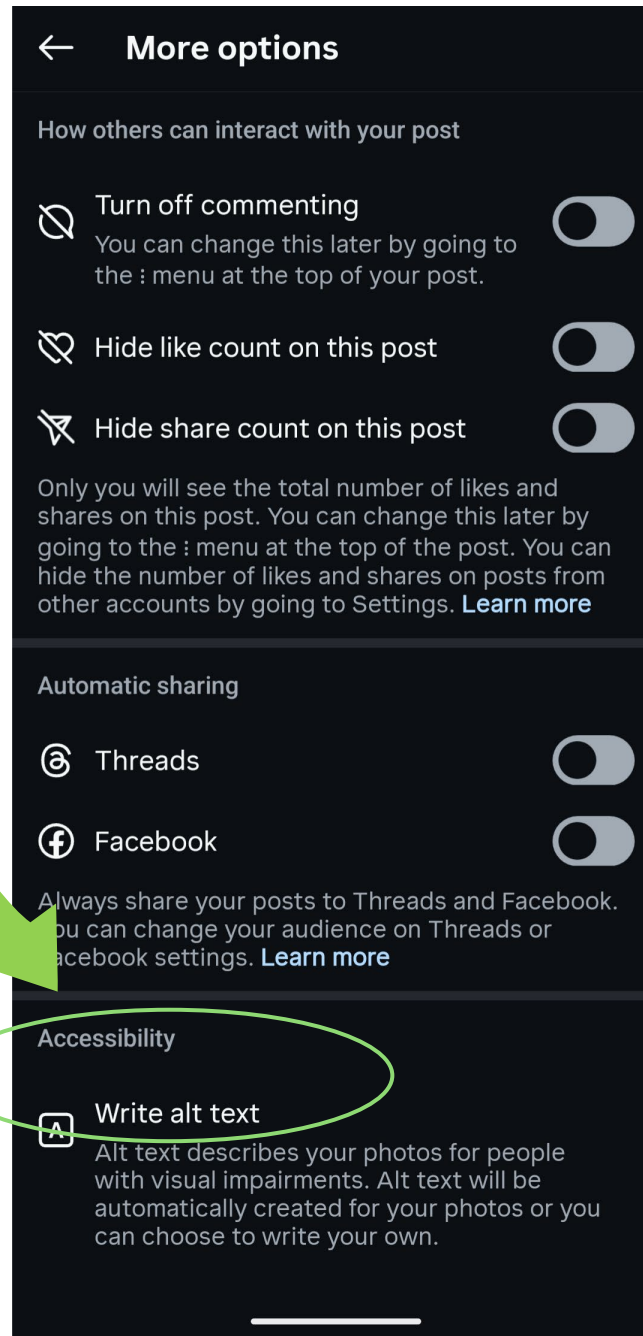 More options
How others can interact with your post
Turn off commenting
You can change this later by going to
the ⋮ menu at the top of your post.
Hide like count on this post
Hide share count on this post
Only you will see the total number of likes and
shares on this post. You can change this later by
going to the ⋮ menu at the top of the post. You can
hide the number of likes and shares on posts from
other accounts by going to Settings. Learn more
Automatic sharing
Threads
Facebook
Always share your posts to Threads and Facebook.
You can change your audience on Threads or
Facebook settings. Learn more
Accessibility
A
Write alt text
Alt text describes your photos for people
with visual impairments. Alt text will be
automatically created for your photos or you
can choose to write your own.